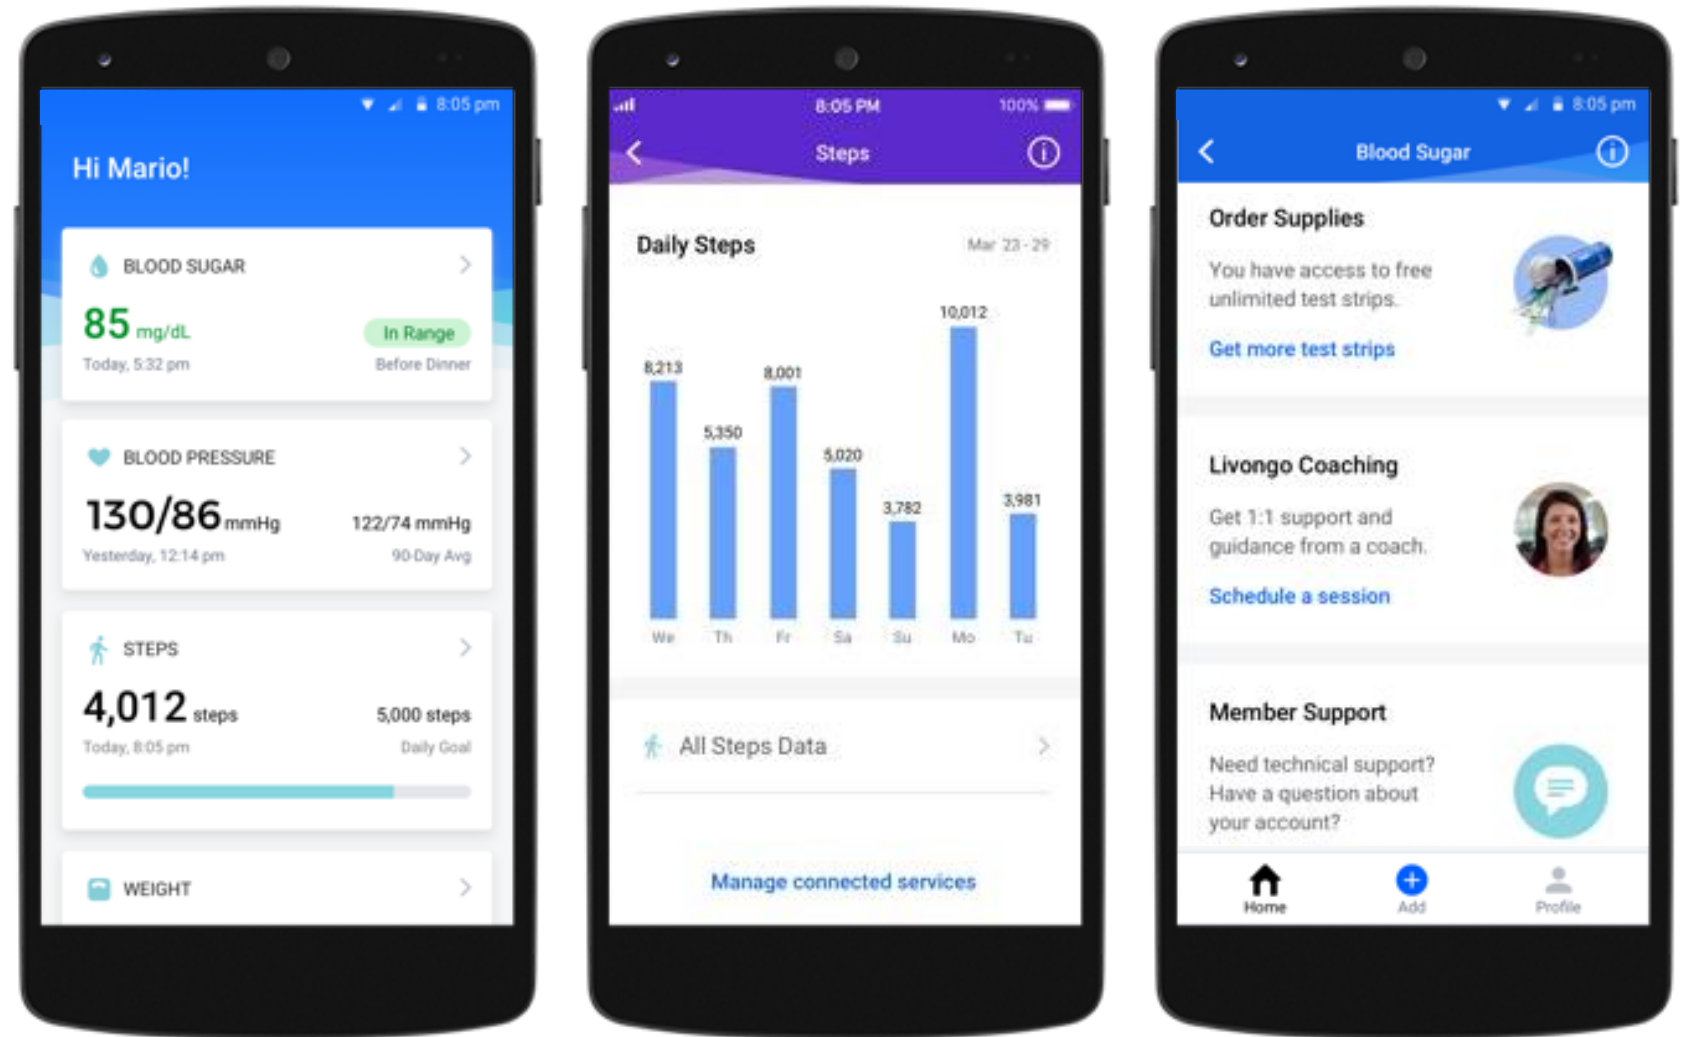 8:05 pm
Hi Mario!
BLOOD SUGAR
85 mg/dL
In Range
Today, 5:32 pm
Before Dinner
BLOOD PRESSURE
130/86 mmHg
122/74 mmHg
Yesterday, 12:14 pm
90-Day Avg
STEPS
4,012 steps
5,000 steps
Today, 8:05 pm
Daily Goal
WEIGHT
8:05 PM
100%
Steps
Daily Steps
Mar 23 - 29
10,012
8,213
8,001
5,350
5,020
3,782
3,981
We Th Fr Sa Su Mo Tu
All Steps Data
Manage connected services
8:05 pm
Blood Sugar
Order Supplies
You have access to free
unlimited test strips.
Get more test strips
Livongo Coaching
Get 1:1 support and
guidance from a coach.
Schedule a session
Member Support
Need technical support?
Have a question about
your account?
Home
Add
Profile